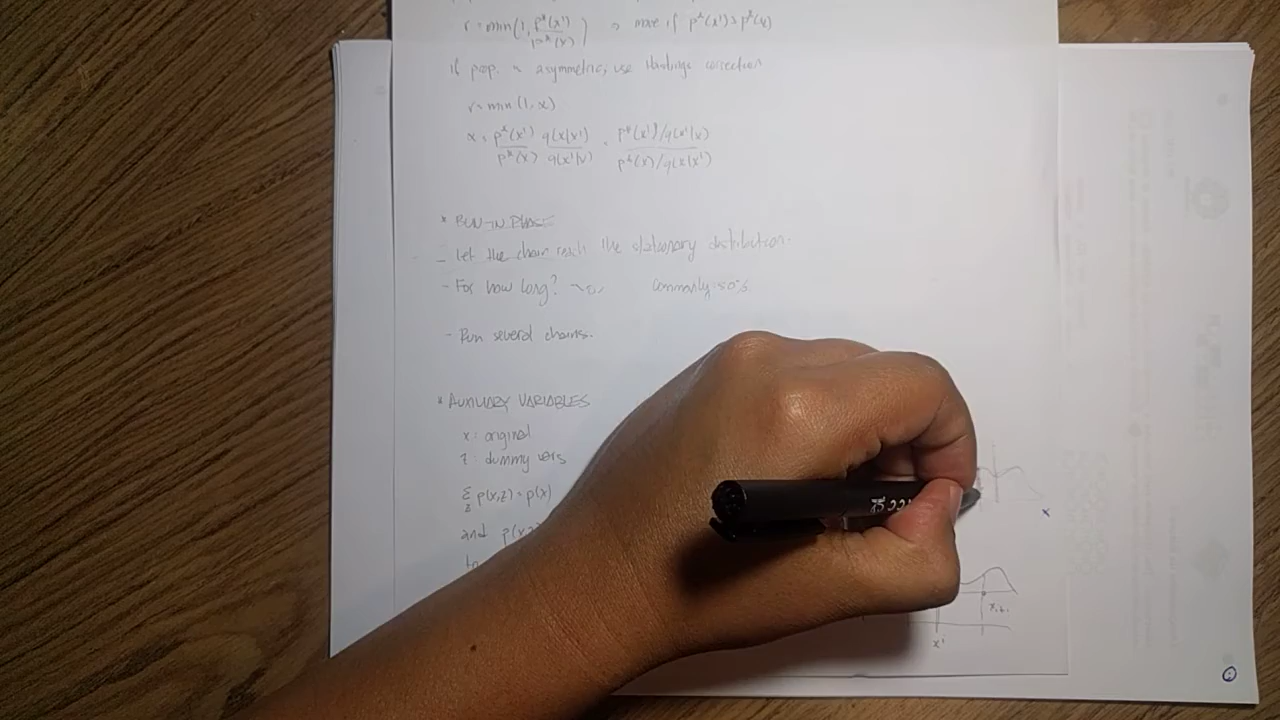 r = min(1, p*(x')/p*(x)) → move if p*(x') > p*(x)
if prop. is asymmetric, use Hastings correction
r = min(1, α)
α = p*(x') q(x|x') / p*(x) q(x'|x) = p*(x')/q(x'|x) / p*(x)/q(x|x')
* BURN-IN PHASE
- Let the chain reach the stationary distribution.
- For how long? commonly 50%
- Run several chains.
* AUXILIARY VARIABLES
x: original
z: dummy vars
Σ p(x,z) = p(x)
z
and p(x,z
x
x'